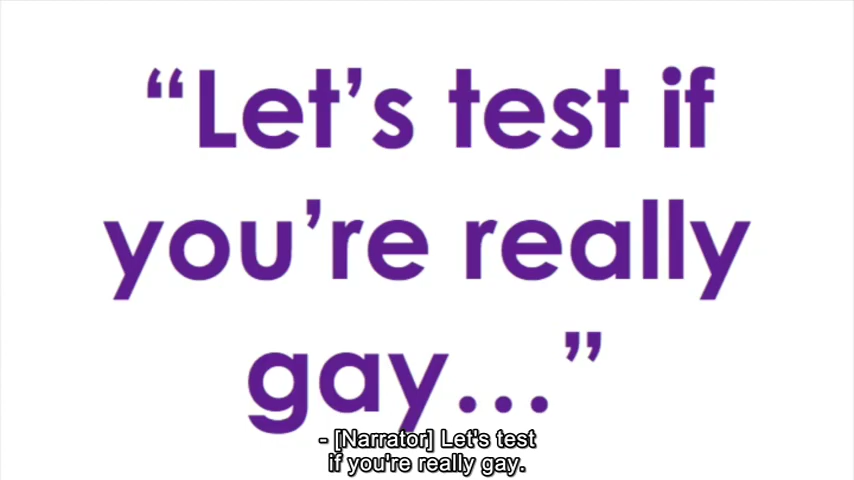 “Let’s test if
you’re really
gay...”
- [Narrator] Let's test
if you're really gay.